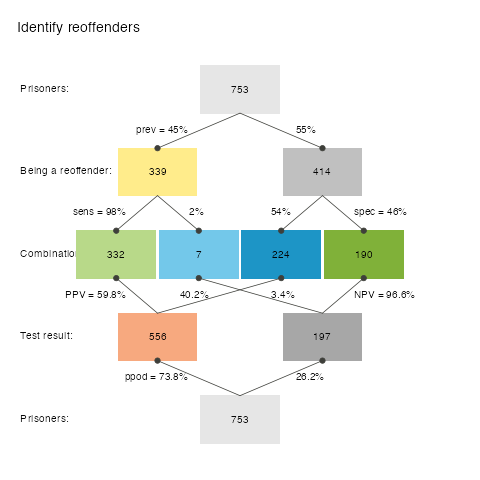 Identify reoffenders
Prisoners:
753
prev = 45%
55%
Being a reoffender:
339
414
sens = 98%
2%
54%
spec = 46%
Combination
332
7
224
190
PPV = 59.8%
40.2%
3.4%
NPV = 96.6%
Test result:
556
197
ppod = 73.8%
26.2%
Prisoners:
753